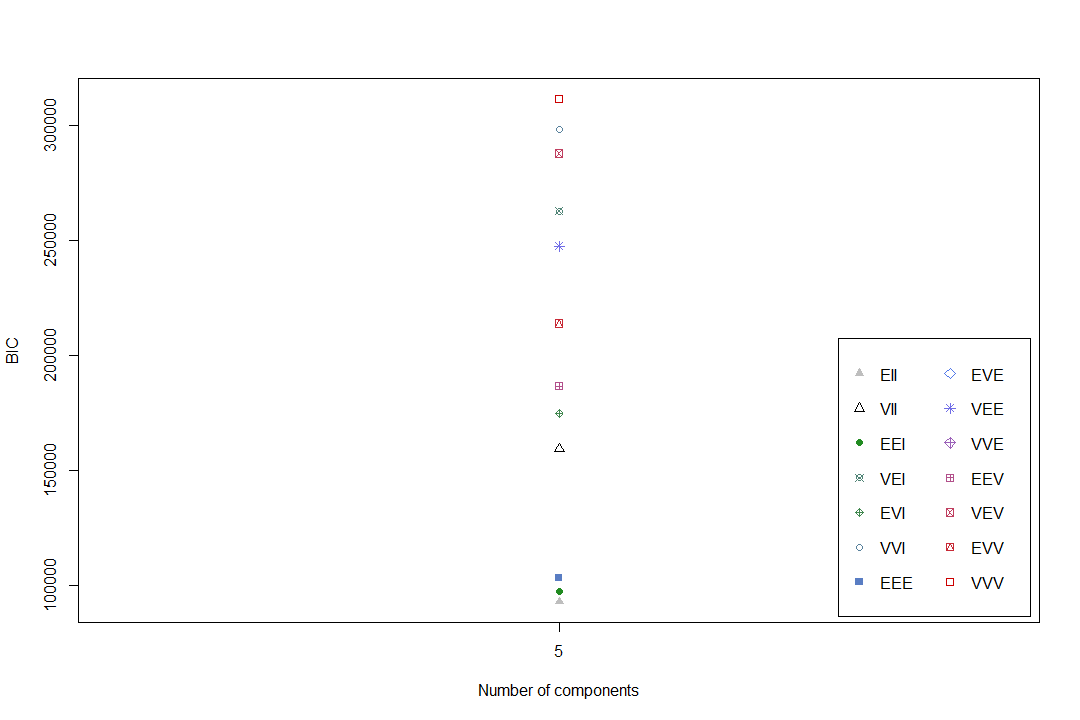 BIC
300000
250000
200000
150000
100000
5
Number of components
EII EVE
VII VEE
EEI VVE
VEI EEV
EVI VEV
VVI EVV
EEE VVV